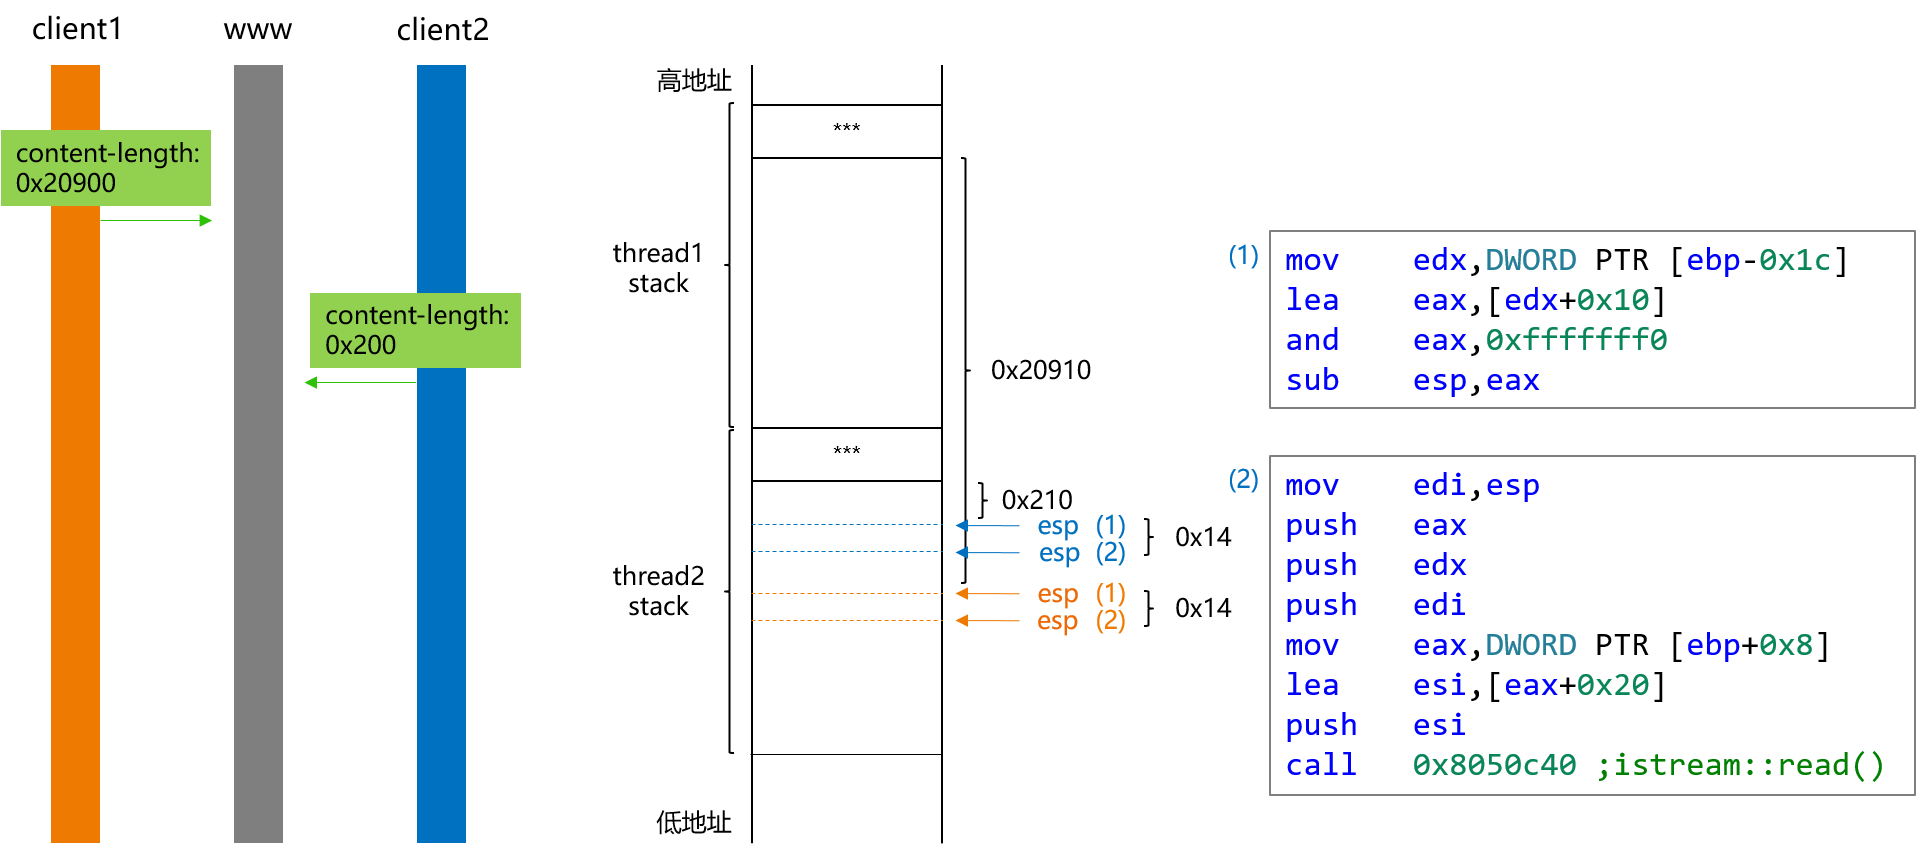 client1
www
client2
content-length:
0x20900
content-length:
0x200
高地址
***
thread1
stack
***
thread2
stack
低地址
0x20910
0x210
esp (1)
esp (2)
0x14
esp (1)
esp (2)
0x14
(1)
mov edx,DWORD PTR [ebp-0x1c]
lea eax,[edx+0x10]
and eax,0xfffffff0
sub esp,eax
(2)
mov edi,esp
push eax
push edx
push edi
mov eax,DWORD PTR [ebp+0x8]
lea esi,[eax+0x20]
push esi
call 0x8050c40 ;istream::read()